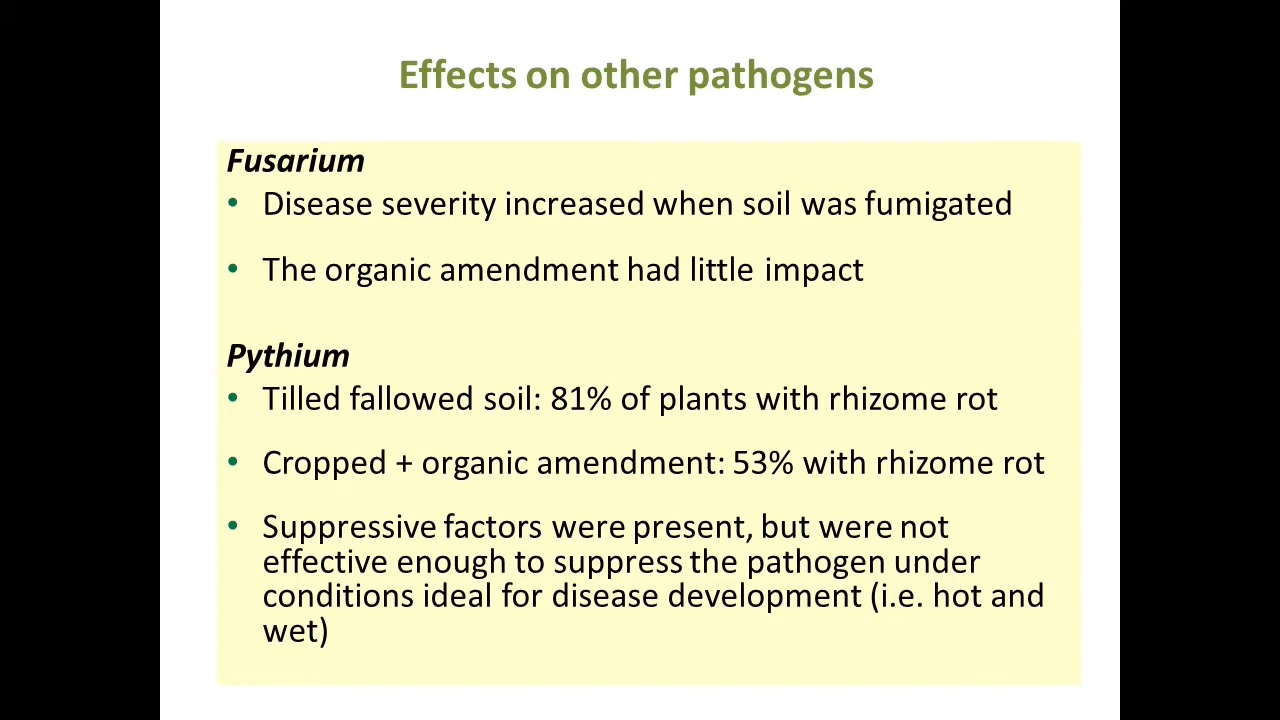 Effects on other pathogens
Fusarium
• Disease severity increased when soil was fumigated
• The organic amendment had little impact
Pythium
• Tilled fallowed soil: 81% of plants with rhizome rot
• Cropped + organic amendment: 53% with rhizome rot
• Suppressive factors were present, but were not
effective enough to suppress the pathogen under
conditions ideal for disease development (i.e. hot and
wet)